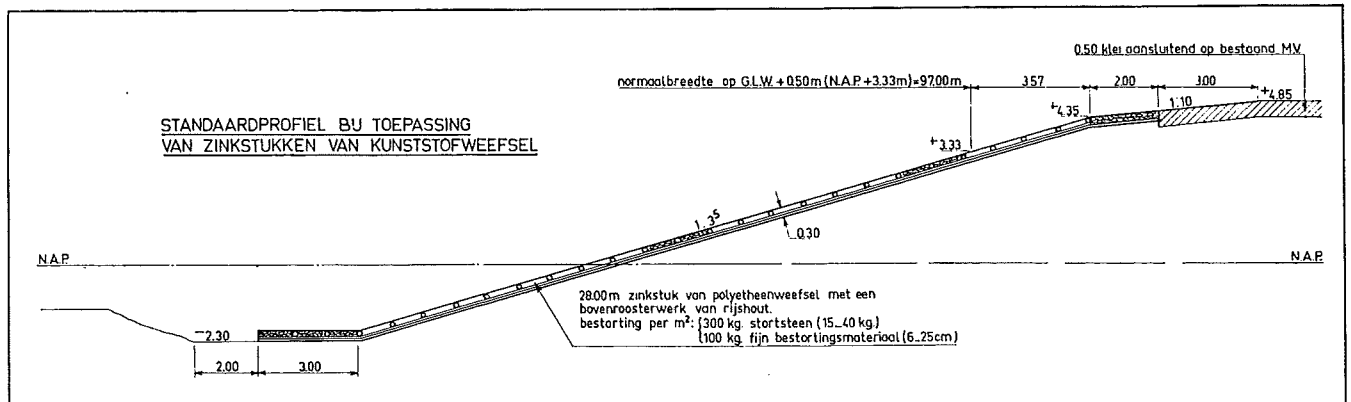 0.50 klei aansluitend op bestaand MV.
normaalbreedte op G.L.W. + 0.50 m (N.A.P. + 3.33m) = 97.00m
3.57
2.00
3.00
+4.85
+4.35
1:10
STANDAARDPROFIEL BIJ TOEPASSING
VAN ZINKSTUKKEN VAN KUNSTSTOFWEEFSEL
+3.33
1:3⁵
0.30
N.A.P.
N.A.P.
28.00m zinkstuk van polyetheenweefsel met een
bovenroosterwerk van rijshout.
bestorting per m²: {300 kg. stortsteen (15_40 kg.)
{100 kg fijn bestortingsmateriaal (6_25cm)
-2.30
2.00
3.00